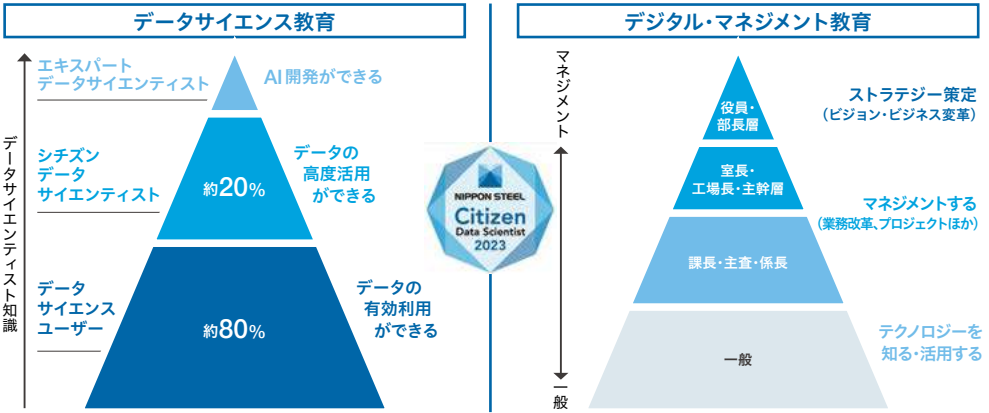 データサイエンス教育
エキスパート
データサイエンティスト
AI開発ができる
シチズン
データ
サイエンティスト
約20%
データの
高度活用
ができる
データ
サイエンス
ユーザー
約80%
データの
有効利用
ができる
データサイエンティスト知識
NIPPON STEEL
Citizen
Data Scientist
2023
デジタル・マネジメント教育
マネジメント
一般
役員・
部長層
ストラテジー策定
（ビジョン・ビジネス変革）
室長・
工場長・主幹層
マネジメントする
（業務改革、プロジェクトほか）
課長・主査・係長
テクノロジーを
知る・活用する
一般